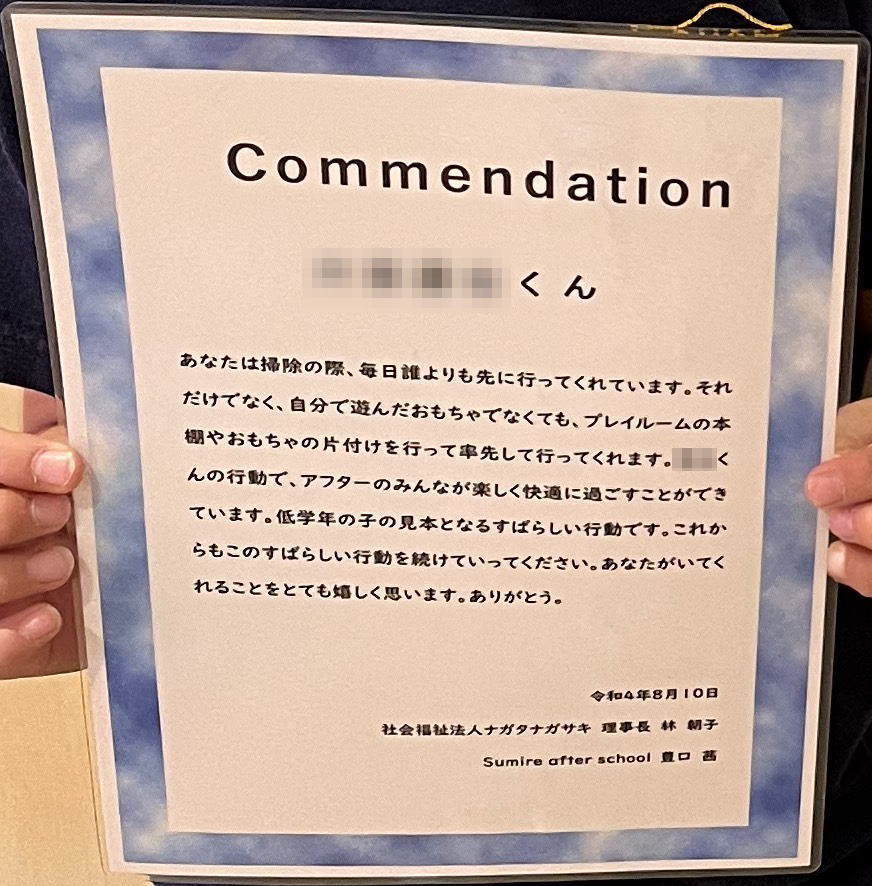 Commendation
くん
あなたは掃除の際、毎日誰よりも先に行ってくれています。それ
だけでなく、自分で遊んだおもちゃでなくても、プレイルームの本
棚やおもちゃの片付けを行って率先して行ってくれます。く
んの行動で、アフターのみんなが楽しく快適に過ごすことができ
ています。低学年の子の見本となるすばらしい行動です。これか
らもこのすばらしい行動を続けていってください。あなたがいてく
れることをとても嬉しく思います。ありがとう。
令和4年8月10日
社会福祉法人ナガタナガサキ 理事長 林 朝子
Sumire after school 豊口 茜